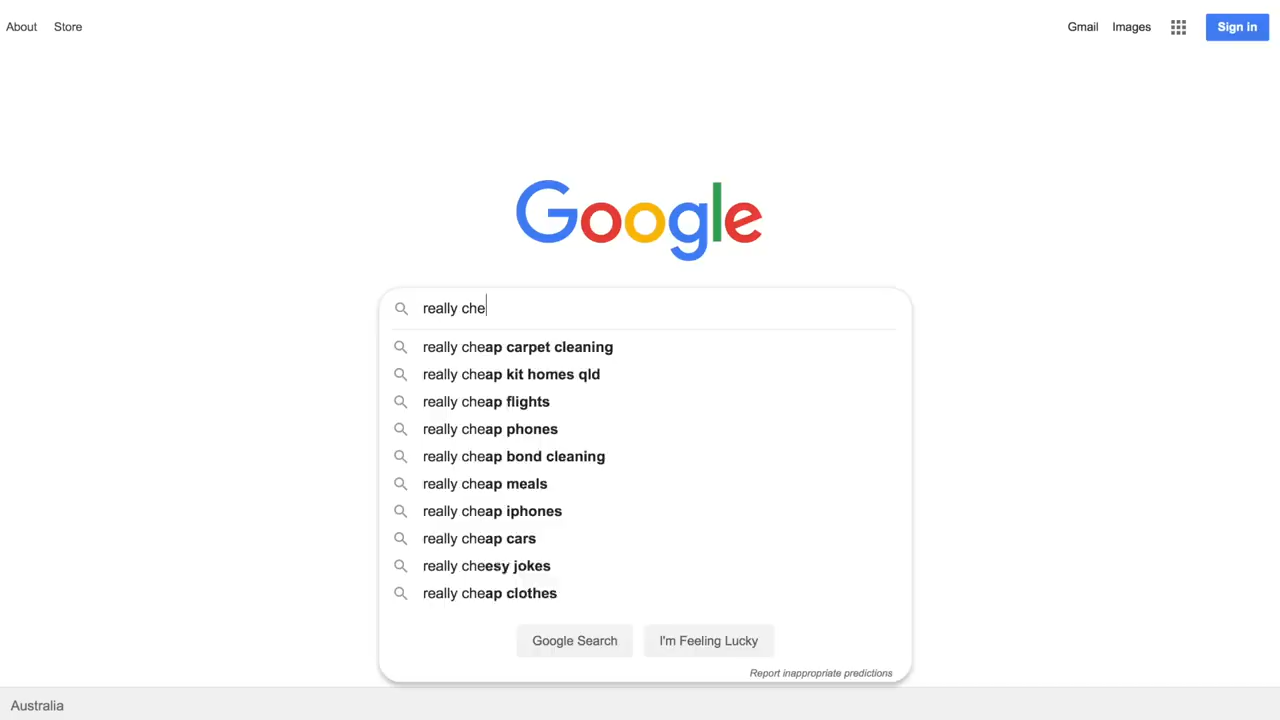 About Store Gmail Images Sign in
Google
really che
really cheap carpet cleaning
really cheap kit homes qld
really cheap flights
really cheap phones
really cheap bond cleaning
really cheap meals
really cheap iphones
really cheap cars
really cheesy jokes
really cheap clothes
Google Search I'm Feeling Lucky
Report inappropriate predictions
Australia